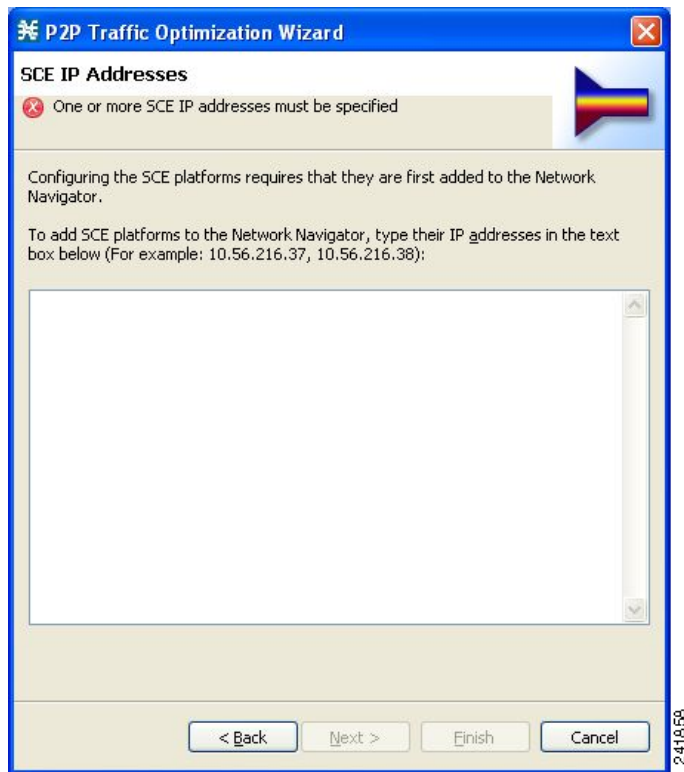 P2P Traffic Optimization Wizard
SCE IP Addresses
One or more SCE IP addresses must be specified
Configuring the SCE platforms requires that they are first added to the Network
Navigator.
To add SCE platforms to the Network Navigator, type their IP addresses in the text
box below (For example: 10.56.216.37, 10.56.216.38):
< Back Next > Finish Cancel
241858